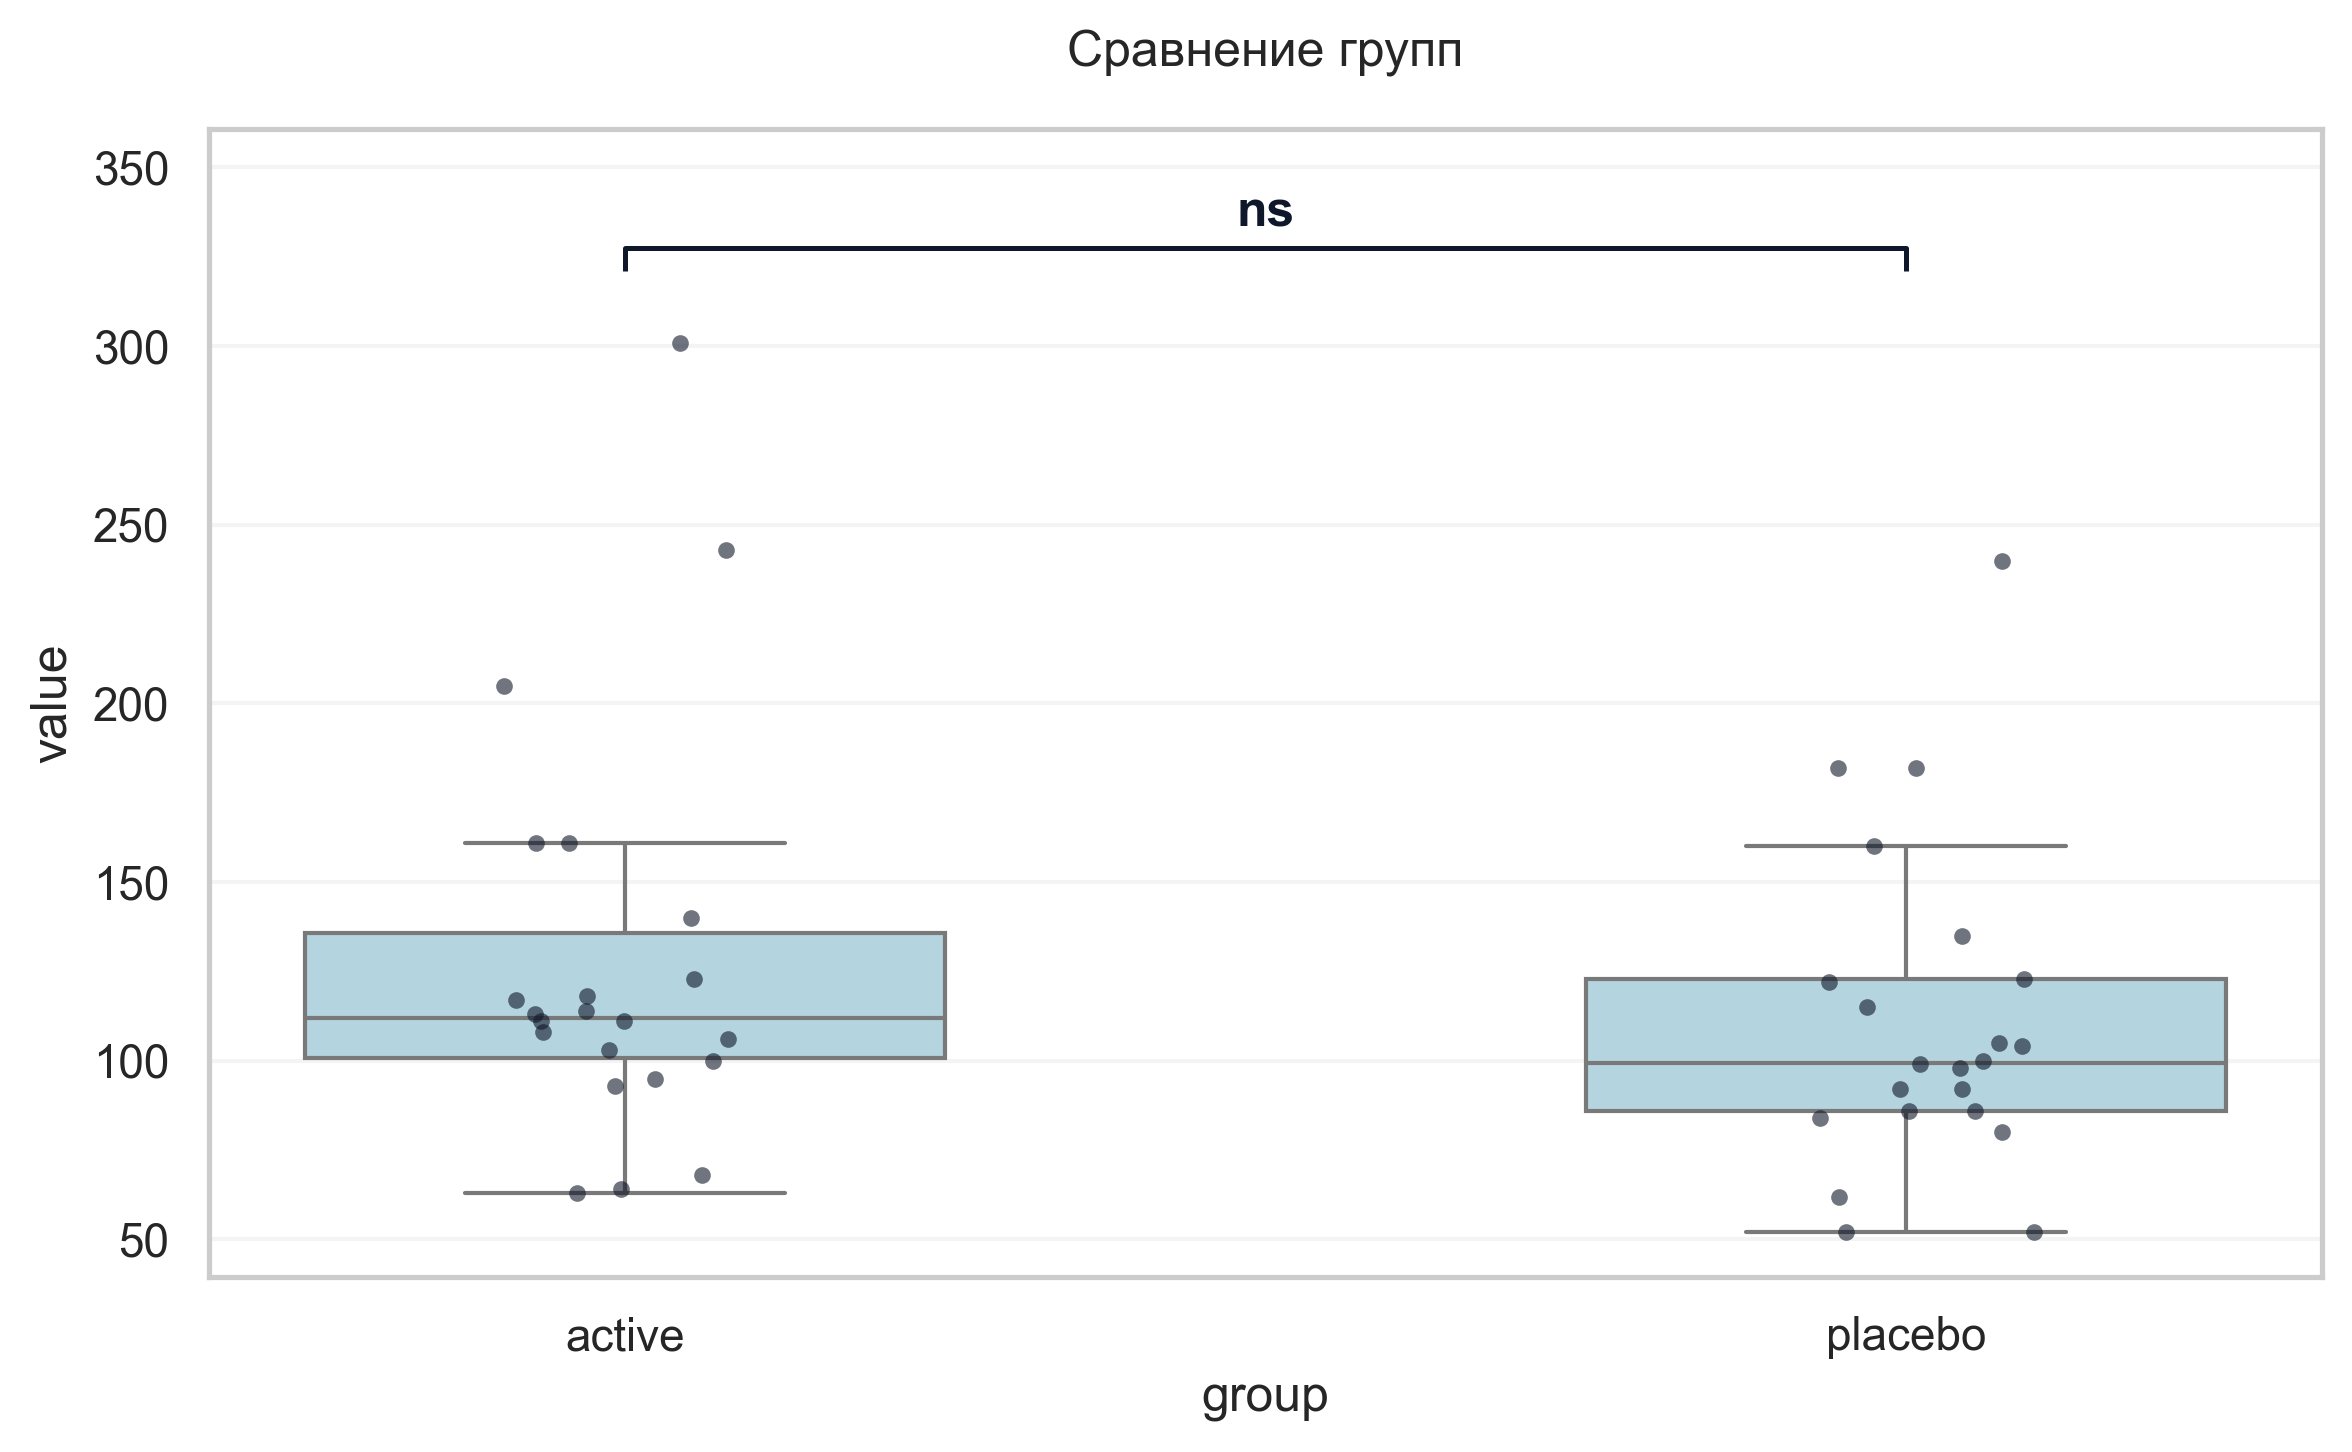 Сравнение групп
350
ns
300
250
200
150
100
50
value
active
placebo
group